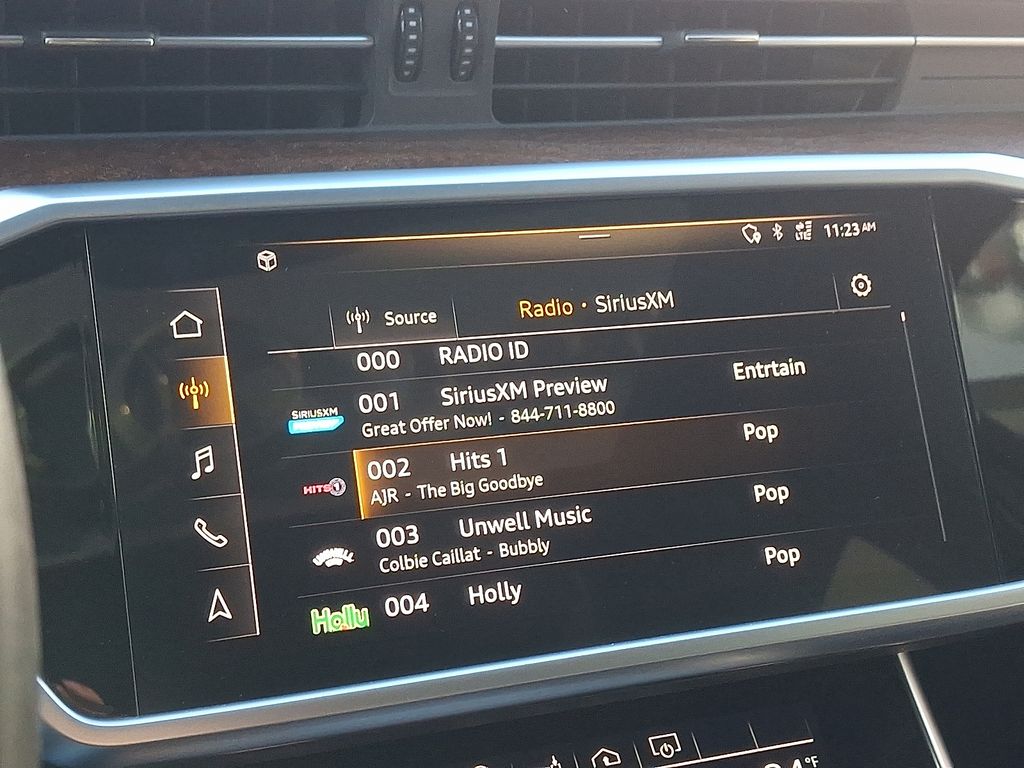 LTE 11:23 AM
Source Radio · SiriusXM
000 RADIO ID
SIRIUSXM 001 SiriusXM Preview Entrtain
Great Offer Now! - 844-711-8800
HITS 1 002 Hits 1 Pop
AJR - The Big Goodbye
UNWELL 003 Unwell Music Pop
Colbie Caillat - Bubbly
Holly 004 Holly Pop
°F